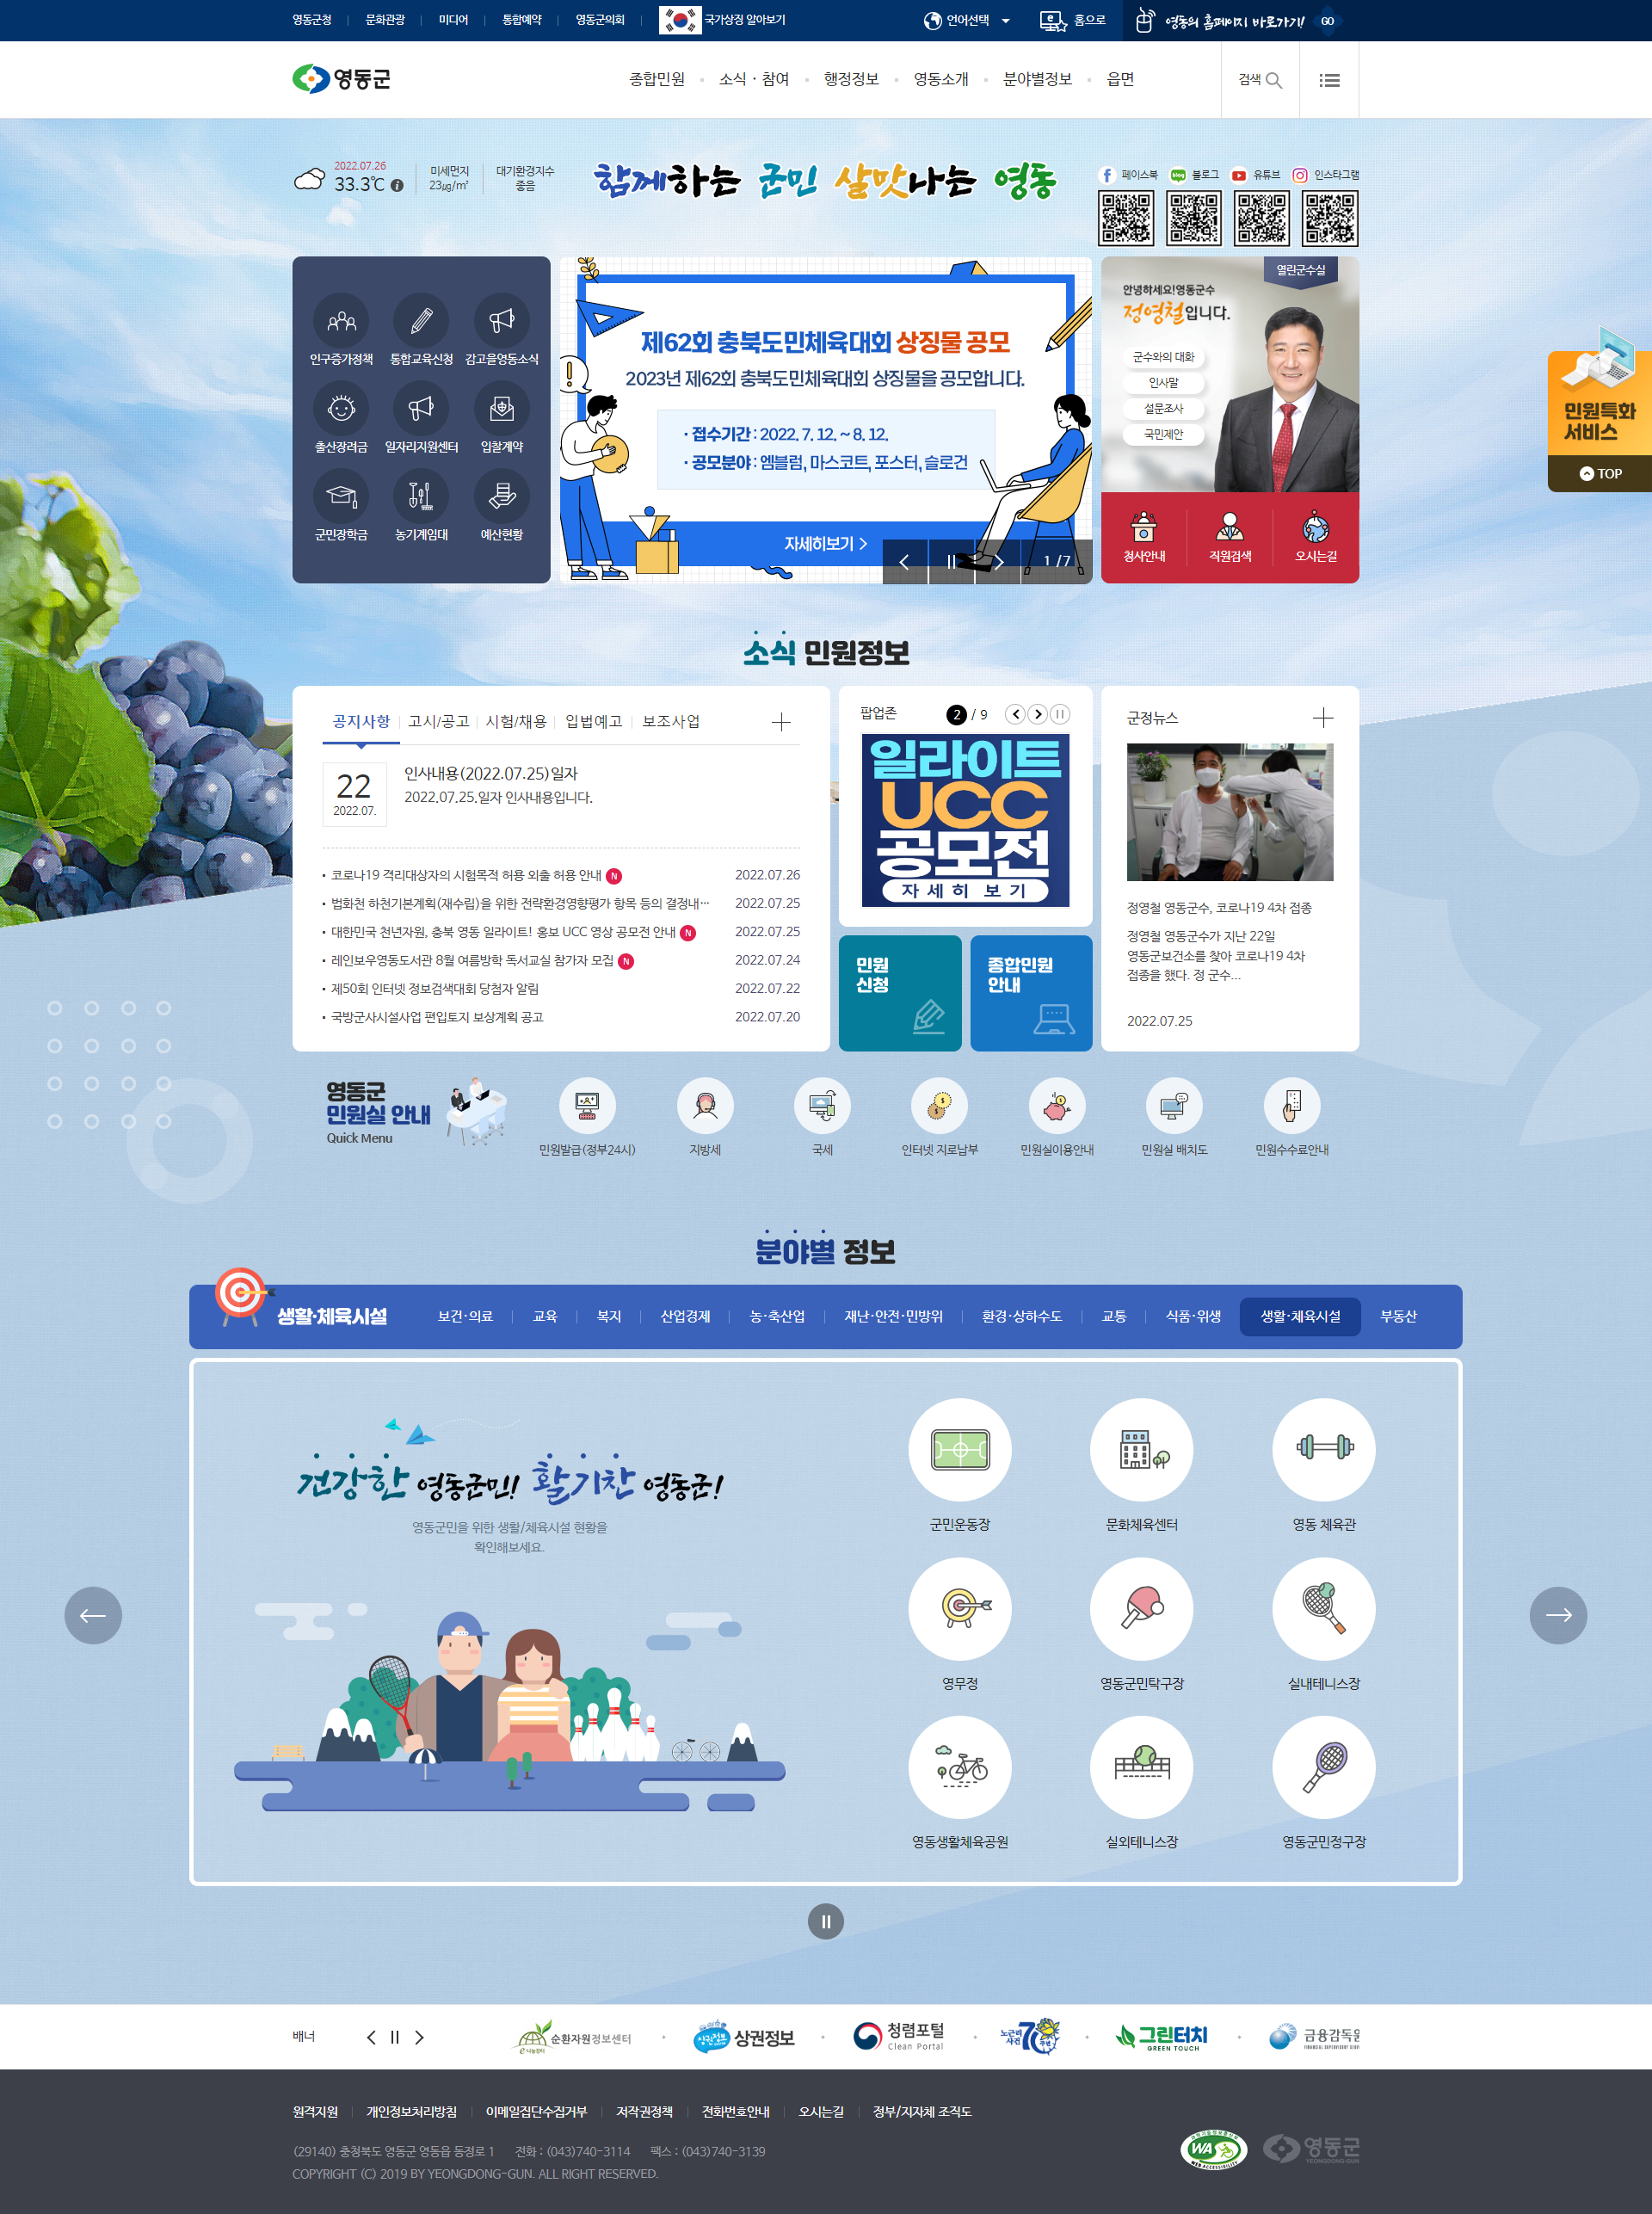 영동군청
문화관광
미디어
통합예약
영동군의회
국가상징 알아보기
언어선택
홈으로
영동의 홈페이지 바로가기!
GO
영동군
종합민원
소식 · 참여
행정정보
영동소개
분야별정보
읍면
검색
2022.07.26
33.3℃
미세먼지
23㎍/㎥
대기환경지수
좋음
함께하는 군민 살맛나는 영동
페이스북
블로그
유튜브
인스타그램
인구증가정책
통합교육신청
감고을영동소식
출산장려금
일자리지원센터
입찰계약
군민장학금
농기계임대
예산현황
제62회 충북도민체육대회 상징물 공모
2023년 제62회 충북도민체육대회 상징물을 공모합니다.
· 접수기간 : 2022. 7. 12. ~ 8. 12.
· 공모분야 : 엠블럼, 마스코트, 포스터, 슬로건
자세히보기
1 /7
열린군수실
안녕하세요!영동군수
정영철입니다.
군수와의 대화
인사말
설문조사
국민제안
청사안내
직원검색
오시는길
민원특화
서비스
TOP
소식 민원정보
공지사항
고시/공고
시험/채용
입법예고
보조사업
22
2022.07.
인사내용(2022.07.25)일자
2022.07.25.일자 인사내용입니다.
코로나19 격리대상자의 시험목적 허용 외출 허용 안내 N
2022.07.26
법화천 하천기본계획(재수립)을 위한 전략환경영향평가 항목 등의 결정내…
2022.07.25
대한민국 천년자원, 충북 영동 일라이트! 홍보 UCC 영상 공모전 안내 N
2022.07.25
레인보우영동도서관 8월 여름방학 독서교실 참가자 모집 N
2022.07.24
제50회 인터넷 정보검색대회 당첨자 알림
2022.07.22
국방군사시설사업 편입토지 보상계획 공고
2022.07.20
팝업존
2 / 9
일라이트
UCC
공모전
자세히 보기
민원
신청
종합민원
안내
군정뉴스
정영철 영동군수, 코로나19 4차 접종
정영철 영동군수가 지난 22일
영동군보건소를 찾아 코로나19 4차
접종을 했다. 정 군수...
2022.07.25
영동군
민원실 안내
Quick Menu
민원발급(정부24시)
지방세
국세
인터넷 지로납부
민원실이용안내
민원실 배치도
민원수수료안내
분야별 정보
생활·체육시설
보건·의료
교육
복지
산업경제
농·축산업
재난·안전·민방위
환경·상하수도
교통
식품·위생
생활·체육시설
부동산
건강한 영동군민! 활기찬 영동군!
영동군민을 위한 생활/체육시설 현황을
확인해보세요.
군민운동장
문화체육센터
영동 체육관
영무정
영동군민탁구장
실내테니스장
영동생활체육공원
실외테니스장
영동군민정구장
배너
순환자원정보센터
상권정보
청렴포털
Clean Portal
노근리
사건
70
주년
그린터치
GREEN TOUCH
금융감독원
원격지원
개인정보처리방침
이메일집단수집거부
저작권정책
전화번호안내
오시는길
정부/지자체 조직도
(29140) 충청북도 영동군 영동읍 동정로 1 전화 : (043)740-3114 팩스 : (043)740-3139
COPYRIGHT (C) 2019 BY YEONGDONG-GUN. ALL RIGHT RESERVED.
WA
WEB ACCESSIBILITY
영동군
YEONGDONG-GUN